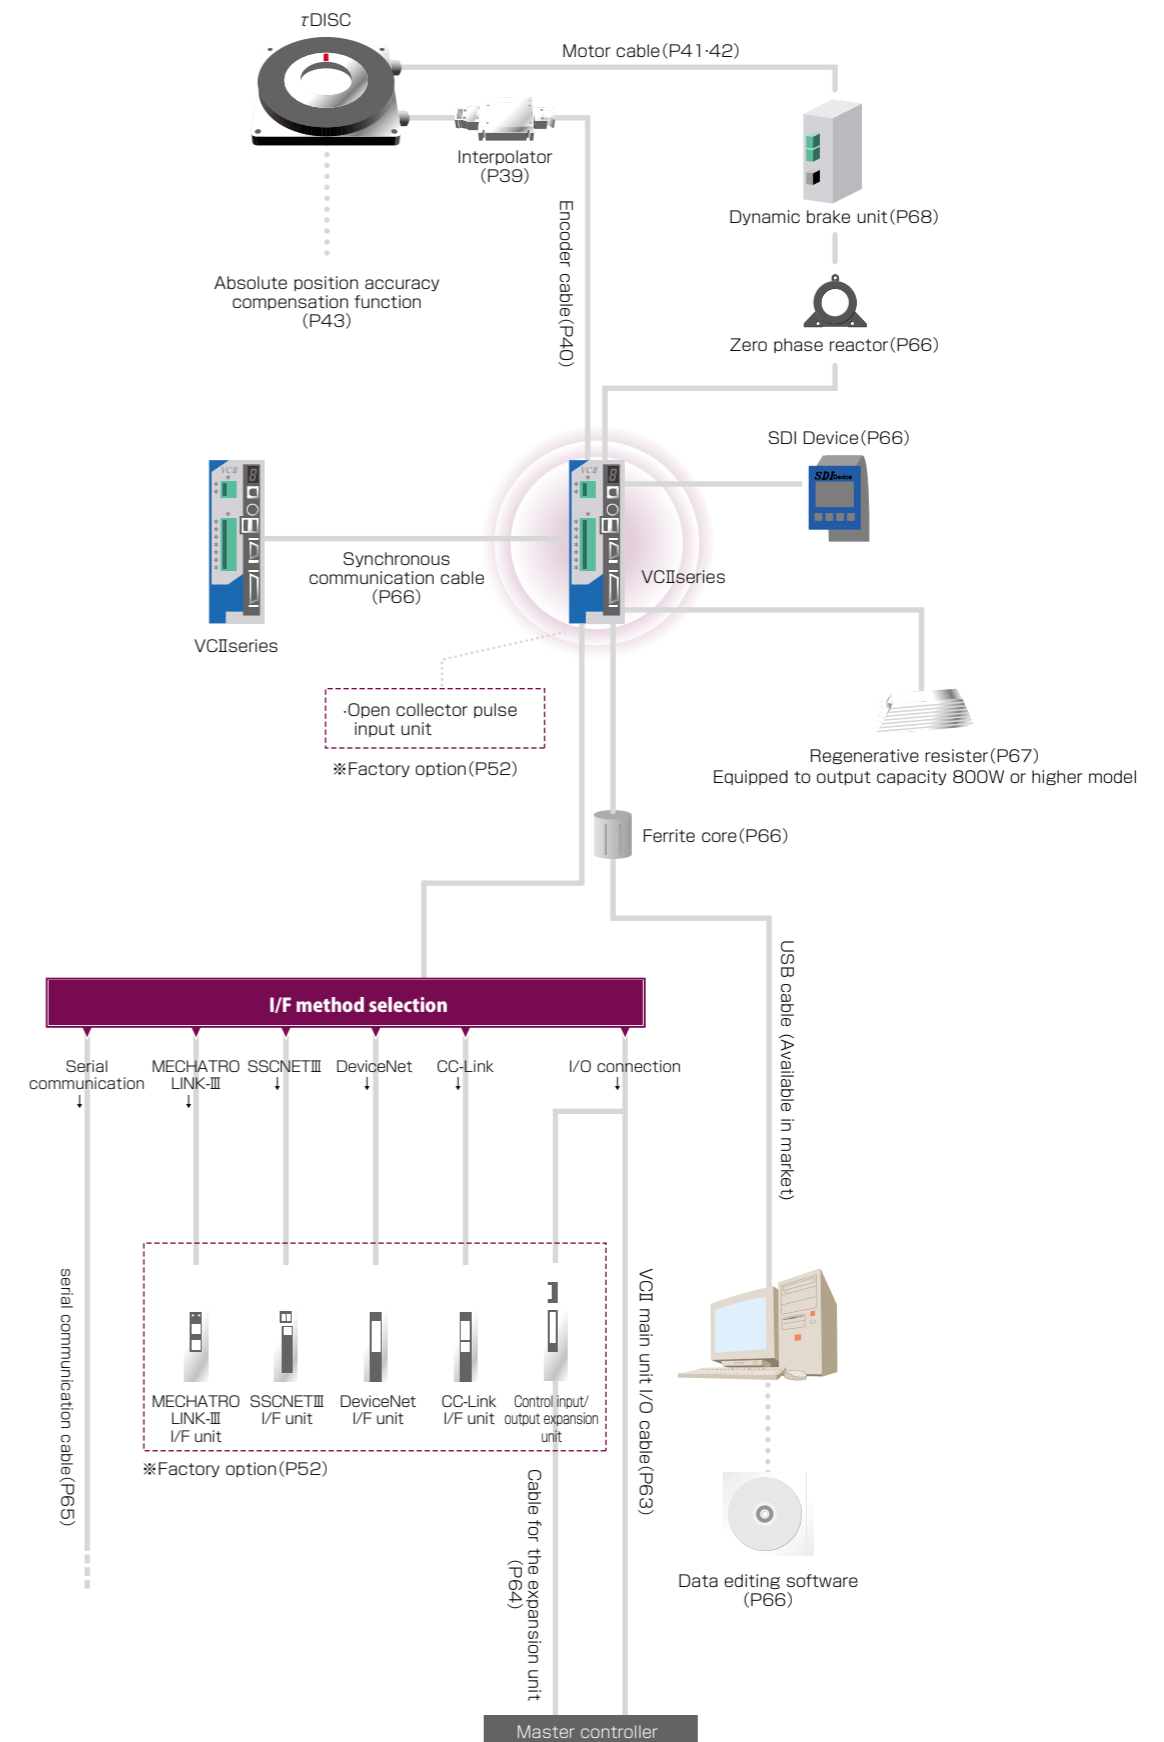 τDISC
Motor cable(P41·42)
Interpolator
(P39)
Dynamic brake unit(P68)
Encoder cable(P40)
Absolute position accuracy
compensation function
(P43)
Zero phase reactor(P66)
SDI Device(P66)
SDI Device
VCⅡ
VCⅡ
Synchronous
communication cable
(P66)
VCⅡseries
VCⅡseries
·Open collector pulse
input unit
※Factory option(P52)
Regenerative resister(P67)
Equipped to output capacity 800W or higher model
Ferrite core(P66)
USB cable (Available in market)
I/F method selection
Serial
communication
↓
MECHATRO
LINK-Ⅲ
↓
SSCNETⅢ
↓
DeviceNet
↓
CC-Link
↓
I/O connection
↓
serial communication cable(P65)
VCⅡ main unit I/O cable(P63)
MECHATRO
LINK-Ⅲ
I/F unit
SSCNETⅢ
I/F unit
DeviceNet
I/F unit
CC-Link
I/F unit
Control input/
output expansion
unit
※Factory option(P52)
Cable for the expansion unit
(P64)
Data editing software
(P66)
Master controller